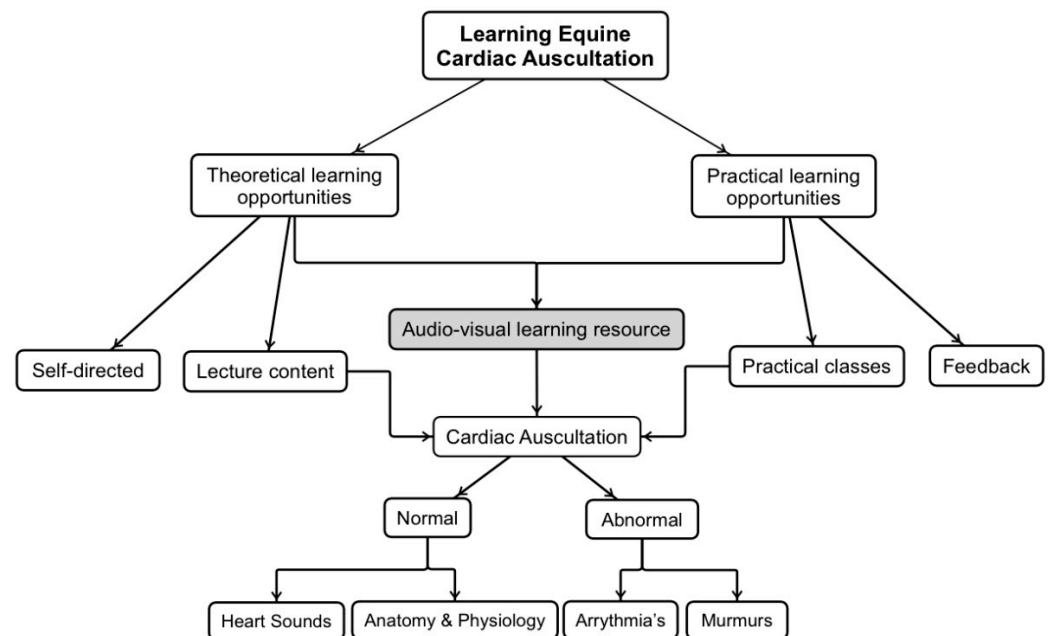 Learning Equine
Cardiac Auscultation
Theoretical learning
opportunities
Practical learning
opportunities
Audio-visual learning resource
Self-directed
Lecture content
Practical classes
Feedback
Cardiac Auscultation
Normal
Abnormal
Heart Sounds
Anatomy & Physiology
Arrythmia's
Murmurs